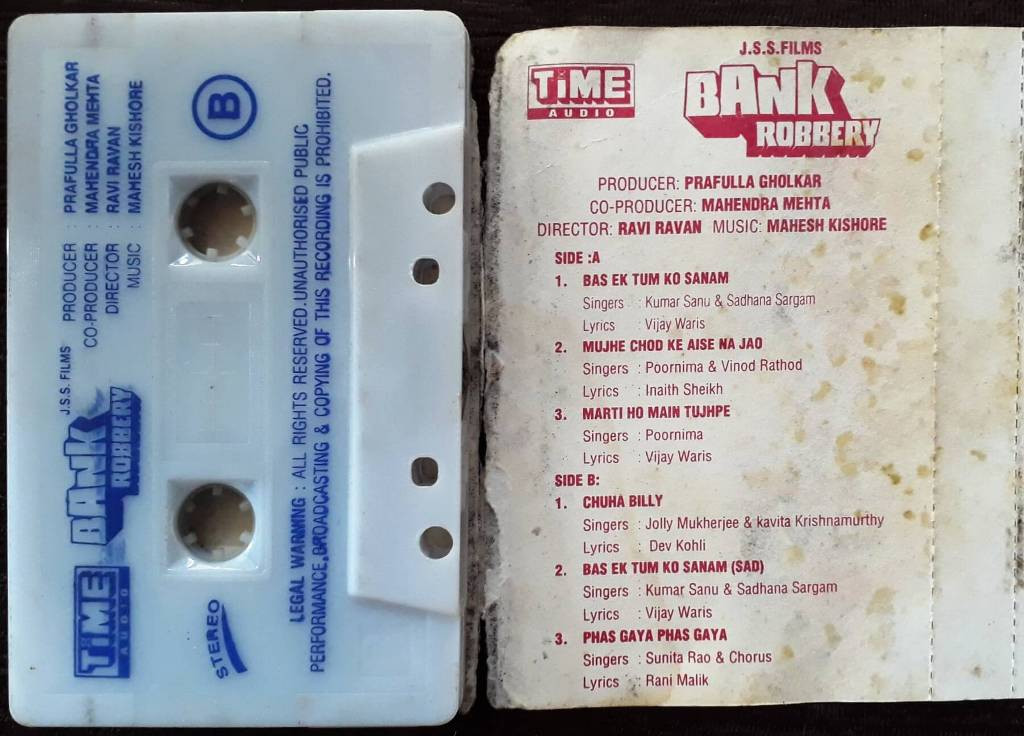 TIME
AUDIO
J.S.S. FILMS
BANK
ROBBERY
PRODUCER : PRAFULLA GHOLKAR
CO-PRODUCER : MAHENDRA MEHTA
DIRECTOR : RAVI RAVAN
MUSIC : MAHESH KISHORE
B
STEREO
LEGAL WARNING : ALL RIGHTS RESERVED.UNAUTHORISED PUBLIC
PERFORMANCE,BROADCASTING & COPYING OF THIS RECORDING IS PROHIBITED.
J.S.S.FILMS
TIME
AUDIO
BANK
ROBBERY
PRODUCER: PRAFULLA GHOLKAR
CO-PRODUCER: MAHENDRA MEHTA
DIRECTOR: RAVI RAVAN MUSIC: MAHESH KISHORE
SIDE :A
1. BAS EK TUM KO SANAM
Singers : Kumar Sanu & Sadhana Sargam
Lyrics : Vijay Waris
2. MUJHE CHOD KE AISE NA JAO
Singers : Poornima & Vinod Rathod
Lyrics : Inaith Sheikh
3. MARTI HO MAIN TUJHPE
Singers : Poornima
Lyrics : Vijay Waris
SIDE B:
1. CHUHA BILLY
Singers : Jolly Mukherjee & kavita Krishnamurthy
Lyrics : Dev Kohli
2. BAS EK TUM KO SANAM (SAD)
Singers : Kumar Sanu & Sadhana Sargam
Lyrics : Vijay Waris
3. PHAS GAYA PHAS GAYA
Singers : Sunita Rao & Chorus
Lyrics : Rani Malik